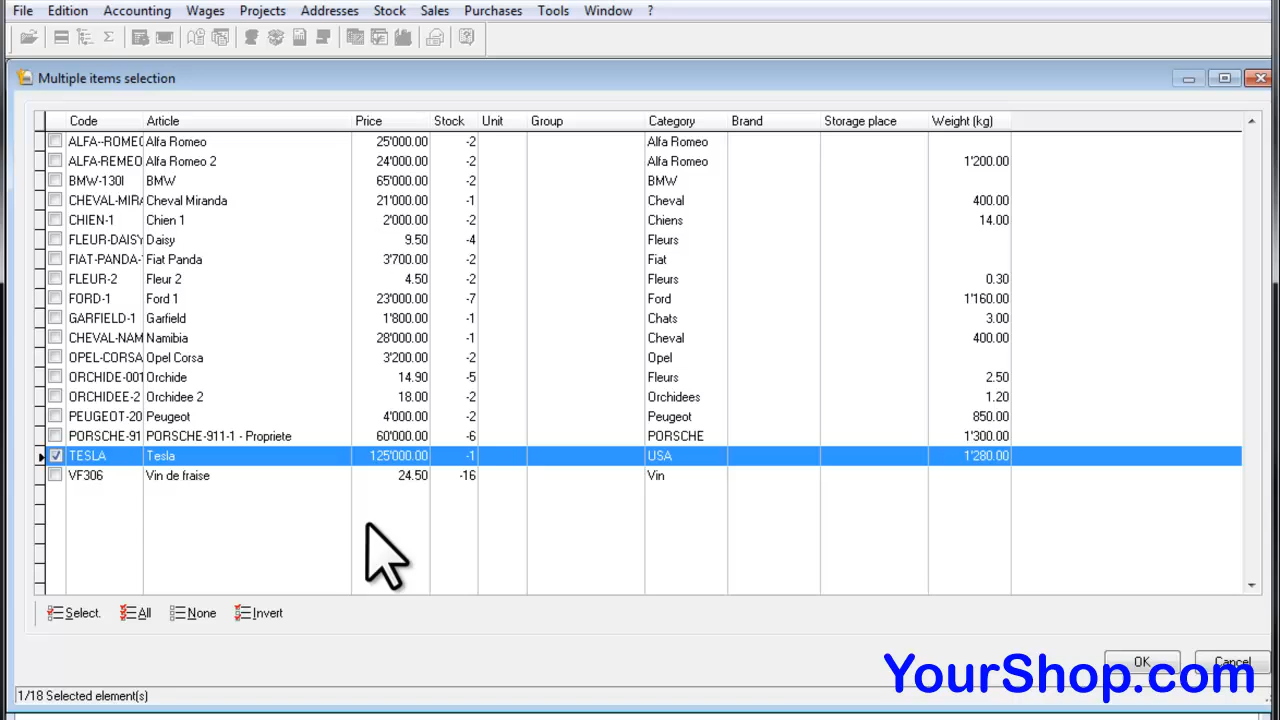 File Edition Accounting Wages Projects Addresses Stock Sales Purchases Tools Window ?
Multiple items selection
Code Article Price Stock Unit Group Category Brand Storage place Weight (kg)
ALFA--ROMEO Alfa Romeo 25'000.00 -2 Alfa Romeo
ALFA-REMEO Alfa Romeo 2 24'000.00 -2 Alfa Romeo 1'200.00
BMW-130I BMW 65'000.00 -2 BMW
CHEVAL-MIRA Cheval Miranda 21'000.00 -1 Cheval 400.00
CHIEN-1 Chien 1 2'000.00 -2 Chiens 14.00
FLEUR-DAISY Daisy 9.50 -4 Fleurs
FIAT-PANDA- Fiat Panda 3'700.00 -2 Fiat
FLEUR-2 Fleur 2 4.50 -2 Fleurs 0.30
FORD-1 Ford 1 23'000.00 -7 Ford 1'160.00
GARFIELD-1 Garfield 1'800.00 -1 Chats 3.00
CHEVAL-NAM Namibia 28'000.00 -1 Cheval 400.00
OPEL-CORSA Opel Corsa 3'200.00 -2 Opel
ORCHIDE-001 Orchide 14.90 -5 Fleurs 2.50
ORCHIDEE-2 Orchidee 2 18.00 -2 Orchidees 1.20
PEUGEOT-20 Peugeot 4'000.00 -2 Peugeot 850.00
PORSCHE-91 PORSCHE-911-1 - Propriete 60'000.00 -6 PORSCHE 1'300.00
TESLA Tesla 125'000.00 -1 USA 1'280.00
VF306 Vin de fraise 24.50 -16 Vin
Select. All None Invert
OK Cancel
YourShop.com
1/18 Selected element(s)